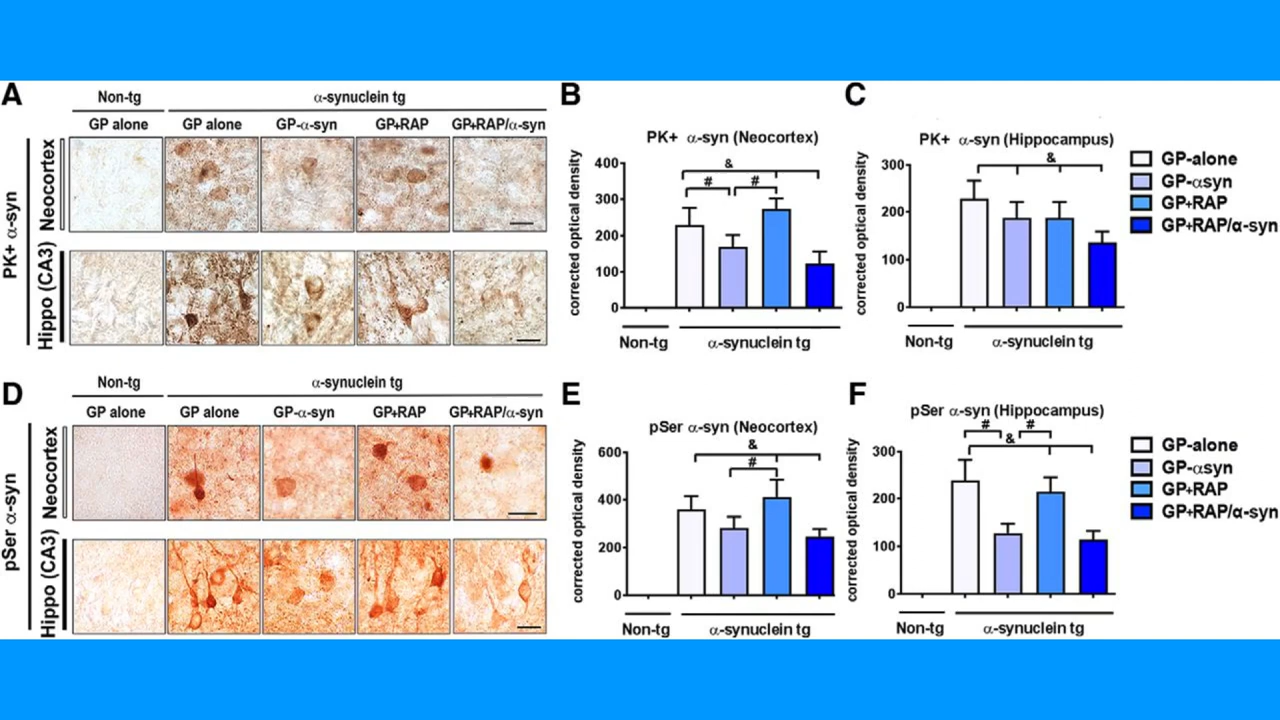 A
Non-tg
α-synuclein tg
GP alone GP alone GP-α-syn GP+RAP GP+RAP/α-syn
PK+ α-syn
Neocortex
Hippo (CA3)
B
PK+ α-syn (Neocortex)
corrected optical density
400
300
200
100
0
&
# #
Non-tg
α-synuclein tg
C
PK+ α-syn (Hippocampus)
corrected optical density
300
200
100
0
&
Non-tg
α-synuclein tg
GP-alone
GP-αsyn
GP+RAP
GP+RAP/α-syn
D
Non-tg
α-synuclein tg
GP alone GP alone GP-α-syn GP+RAP GP+RAP/α-syn
pSer α-syn
Neocortex
Hippo (CA3)
E
pSer α-syn (Neocortex)
corrected optical density
600
400
200
0
&
#
Non-tg
α-synuclein tg
F
pSer α-syn (Hippocampus)
corrected optical density
300
200
100
0
# #
&
Non-tg
α-synuclein tg
GP-alone
GP-αsyn
GP+RAP
GP+RAP/α-syn